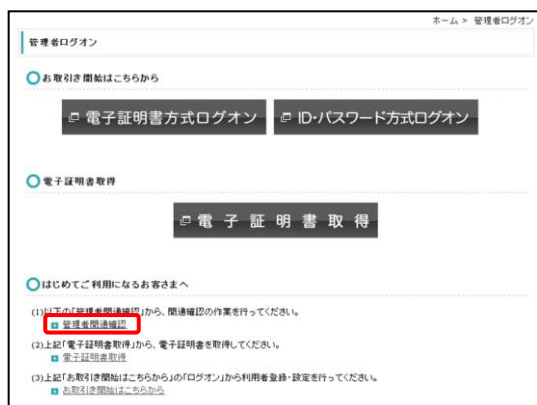 ホーム > 管理者ログオン
管理者ログオン
お取引き開始はこちらから
電子証明書方式ログオン
ID・パスワード方式ログオン
電子証明書取得
電子証明書取得
はじめてご利用になるお客さまへ
(1)以下の「管理者開通確認」から、開通確認の作業を行ってください。
管理者開通確認
(2)上記「電子証明書取得」から、電子証明書を取得してください。
電子証明書取得
(3)上記「お取引き開始はこちらから」の「ログオン」から利用者登録・設定を行ってください。
お取引き開始はこちらから